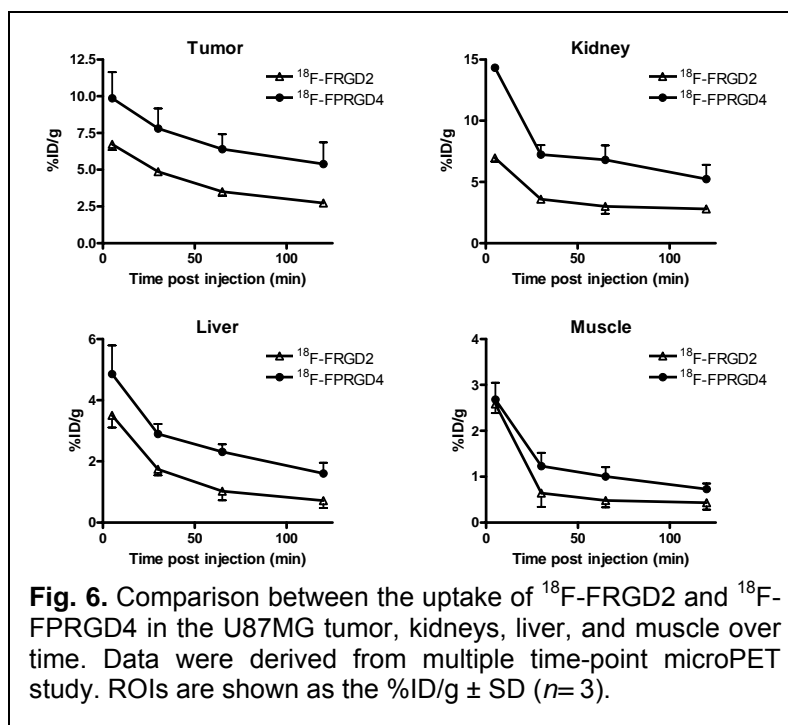 Tumor
12.5
10.0
7.5
5.0
2.5
0.0
%ID/g
¹⁸F-FRGD2
¹⁸F-FPRGD4
0 50 100
Time post injection (min)
Kidney
15
10
5
0
%ID/g
¹⁸F-FRGD2
¹⁸F-FPRGD4
0 50 100
Time post injection (min)
Liver
6
4
2
0
%ID/g
¹⁸F-FRGD2
¹⁸F-FPRGD4
0 50 100
Time post injection (min)
Muscle
4
3
2
1
0
%ID/g
¹⁸F-FRGD2
¹⁸F-FPRGD4
0 50 100
Time post injection (min)
Fig. 6. Comparison between the uptake of ¹⁸F-FRGD2 and ¹⁸F-
FPRGD4 in the U87MG tumor, kidneys, liver, and muscle over
time. Data were derived from multiple time-point microPET
study. ROIs are shown as the %ID/g ± SD (n= 3).